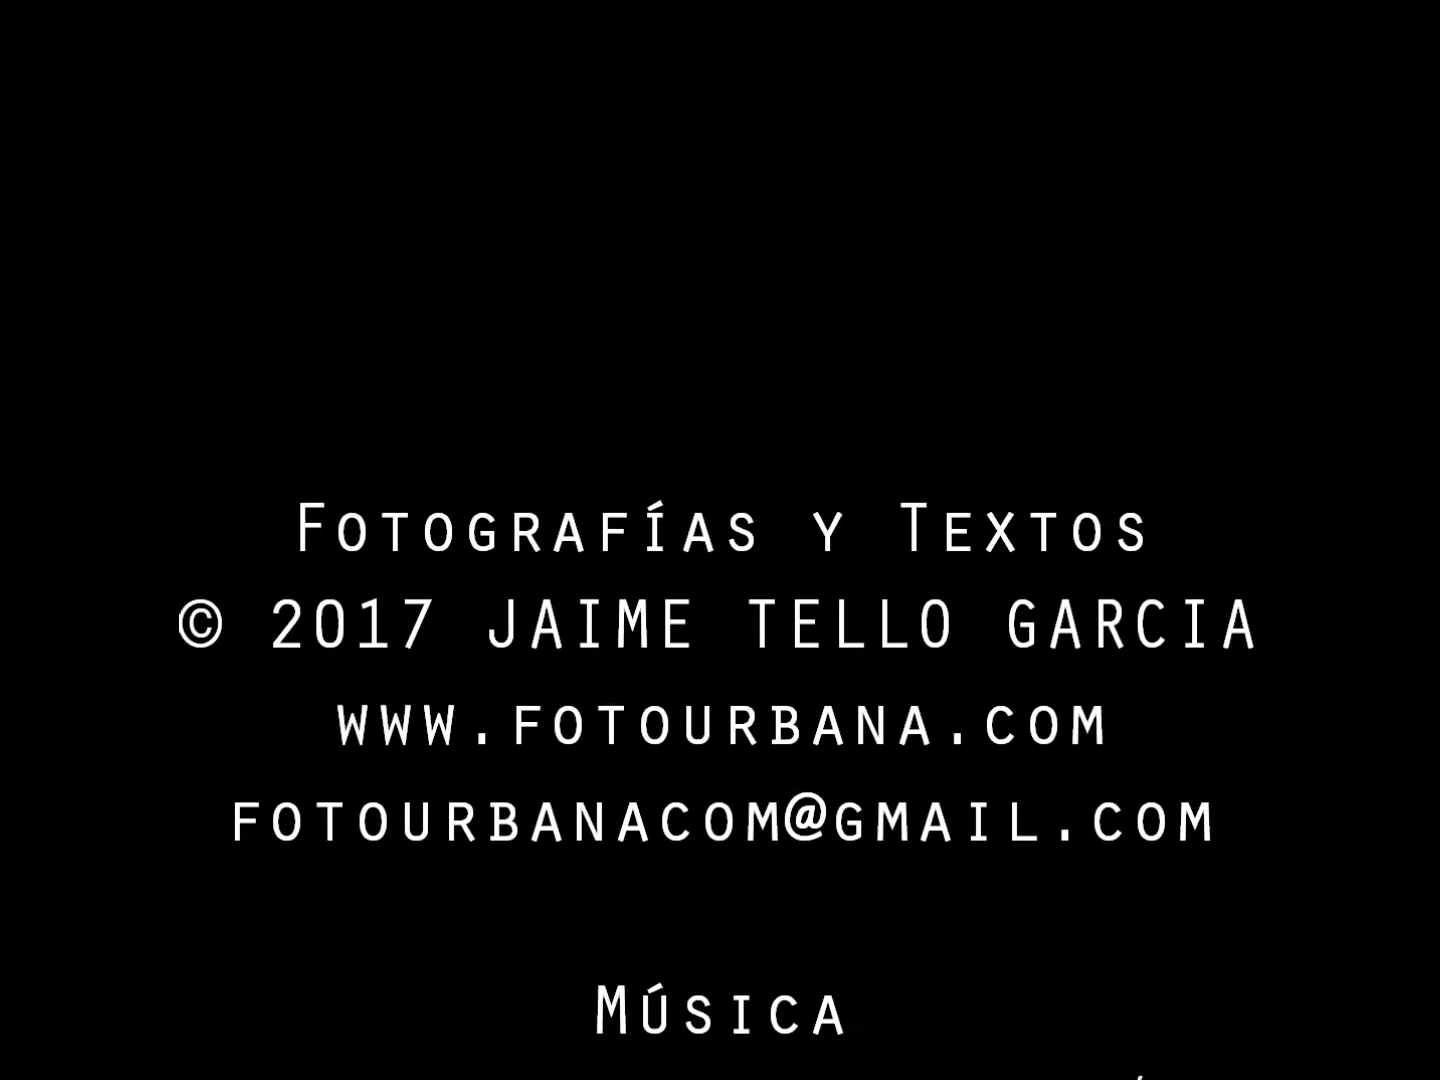 Fotografías y Textos
© 2017 JAIME TELLO GARCIA
www.fotourbana.com
fotourbanacom@gmail.com
Música